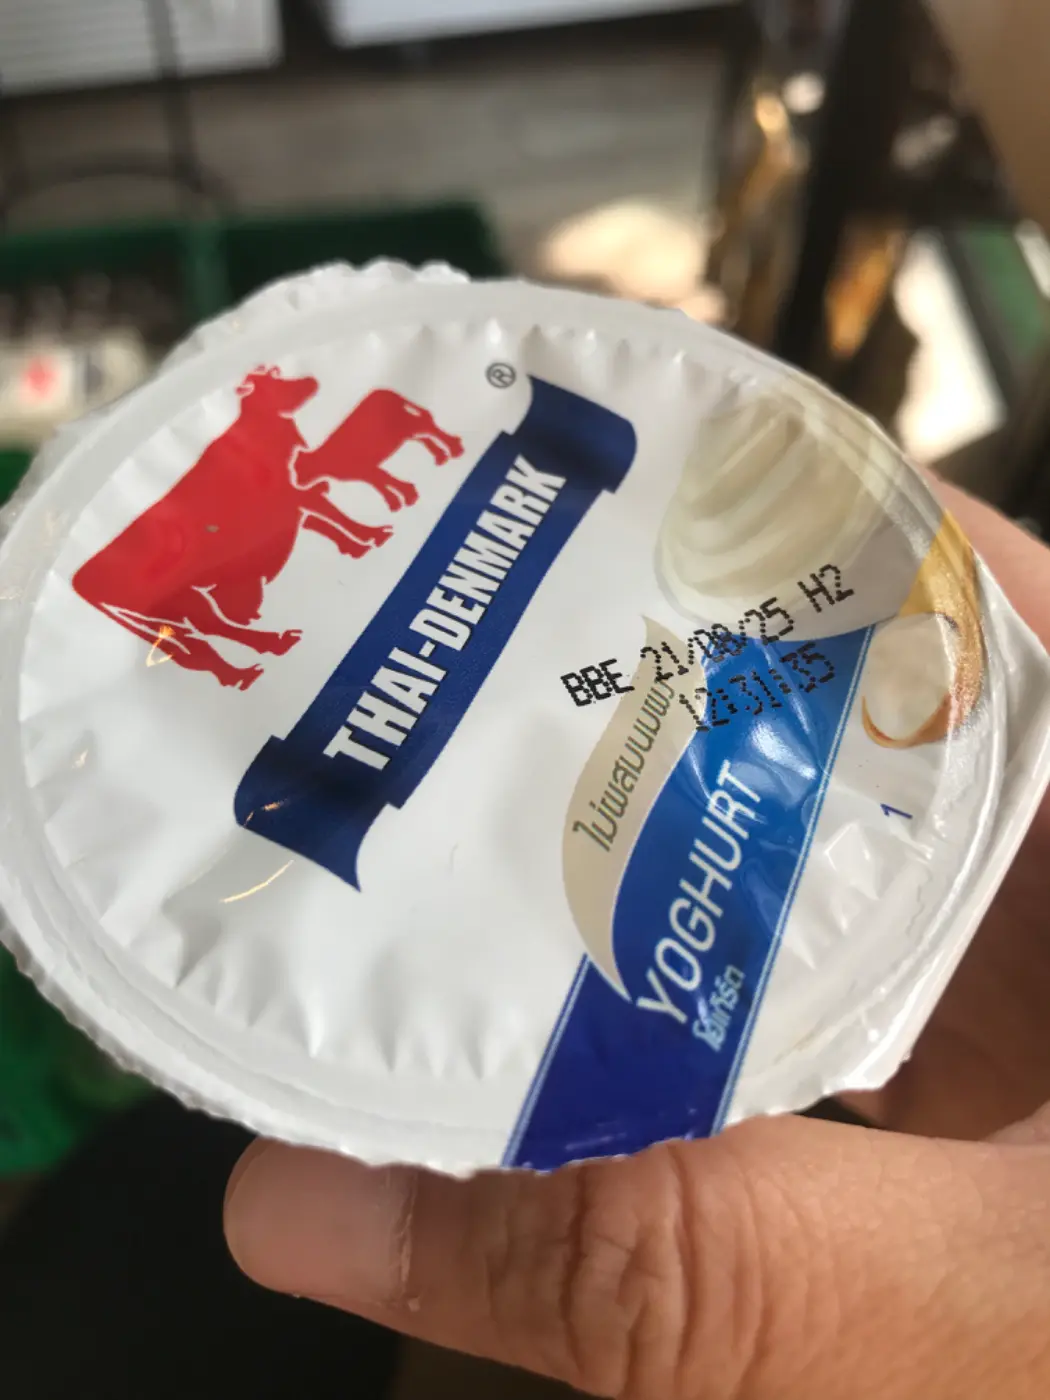 THAI-DENMARK
®
BBE 21/08/25 H2
12:31:35
ไม่ผสมนมผง
YOGHURT
โยเกิร์ต
1